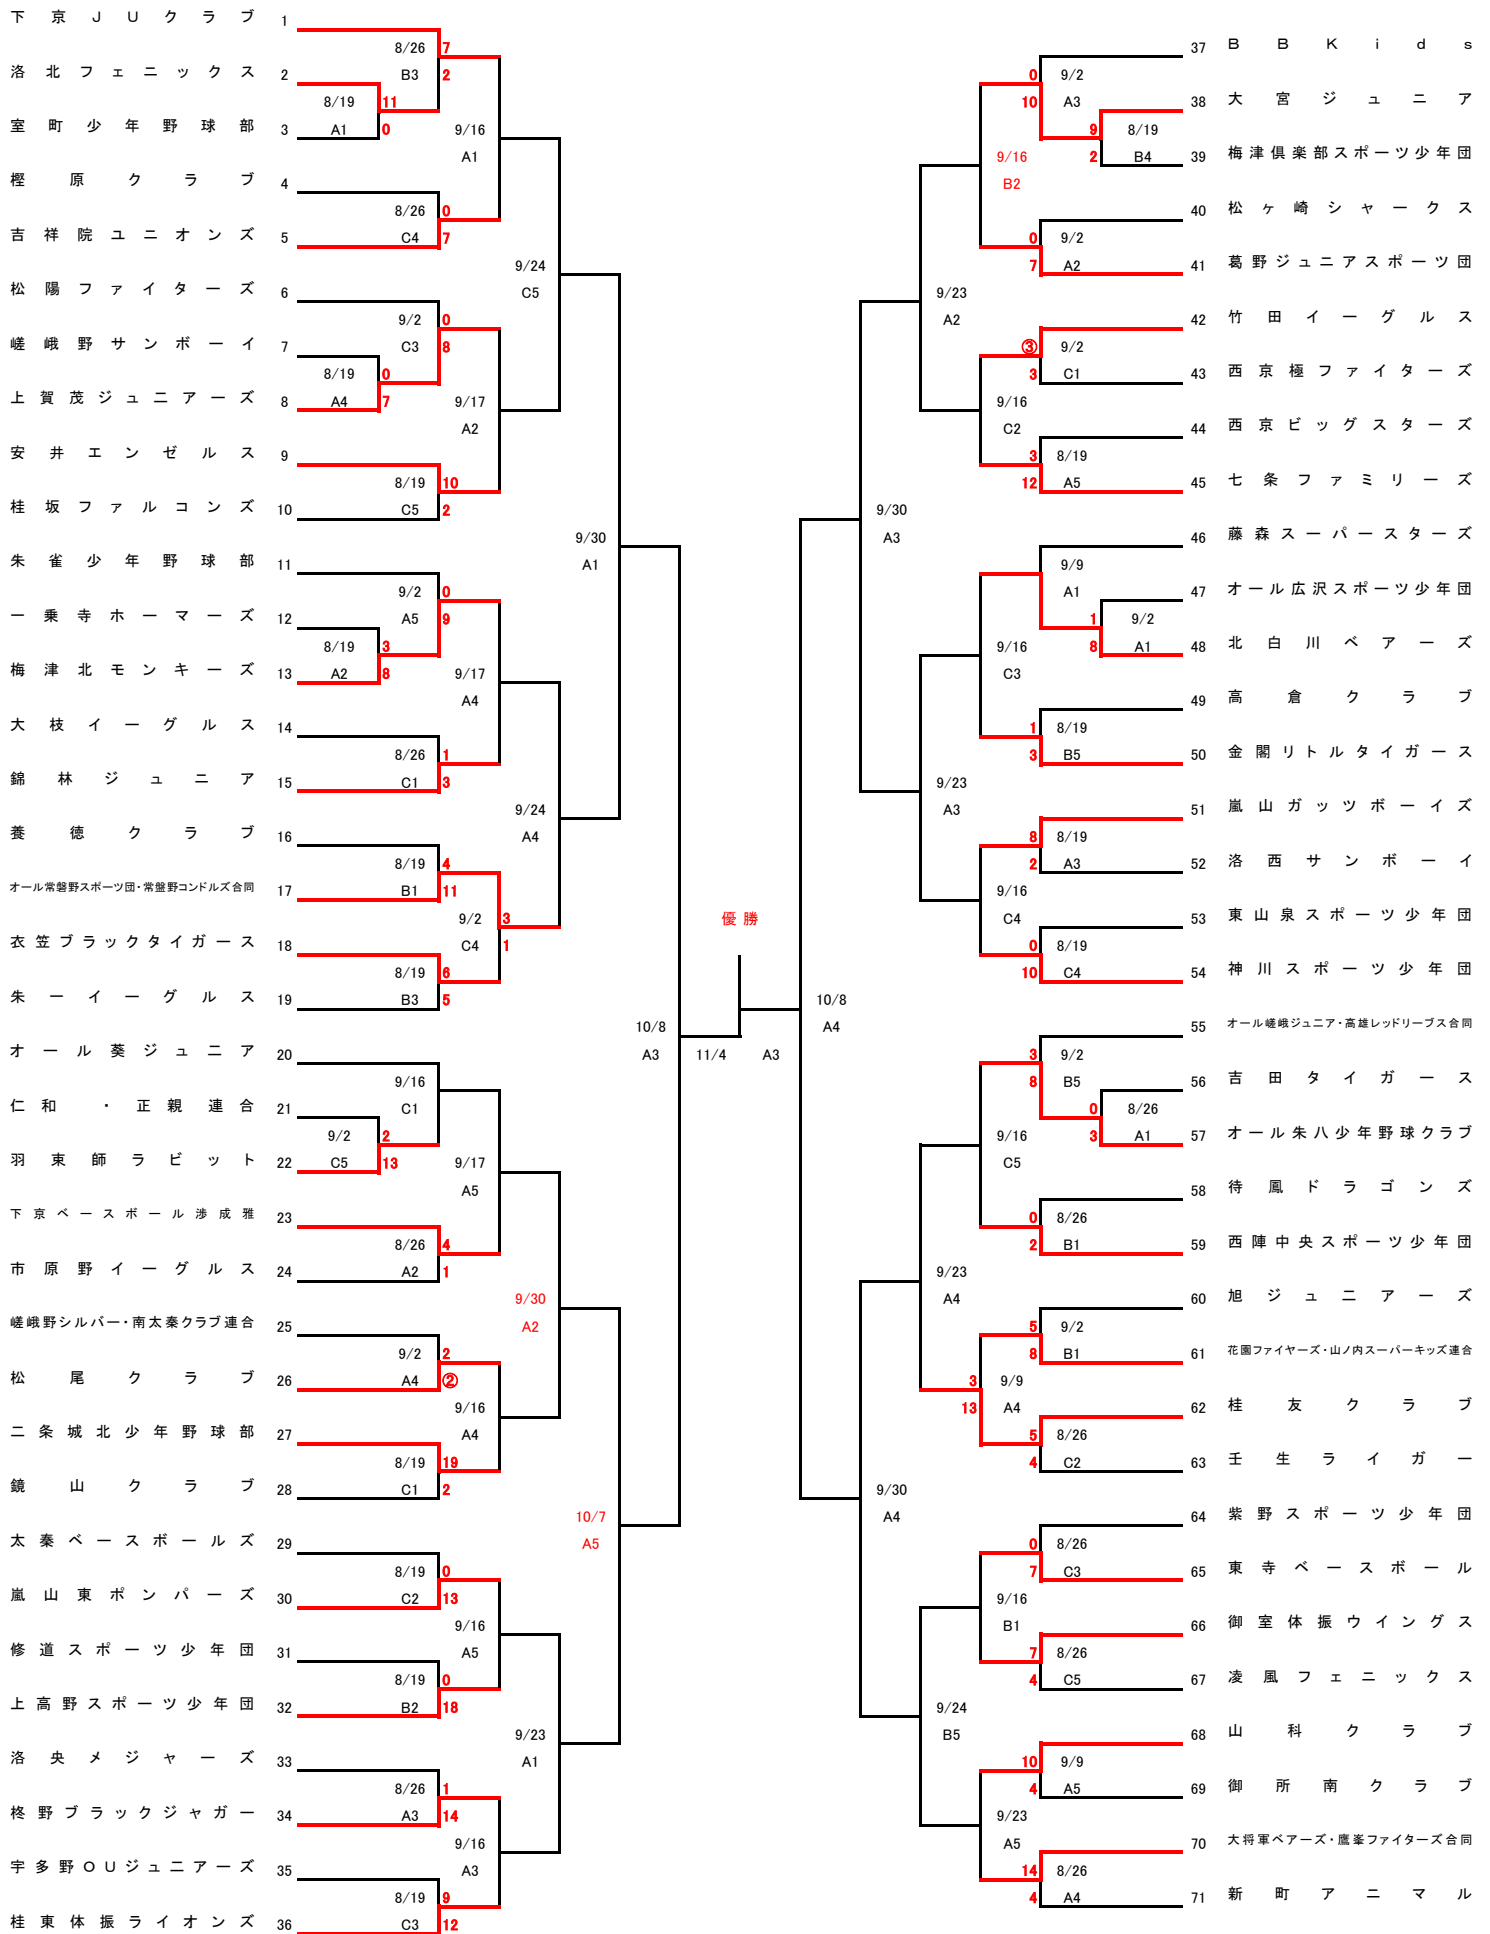 下京ＪＵクラブ 1
8/26 7
洛北フェニックス 2 B3 2
8/19 11
室町少年野球部 3 A1 0 9/16
A1
樫原クラブ 4
8/26 0
吉祥院ユニオンズ 5 C4 7
9/24
C5
松陽ファイターズ 6
9/2 0
嵯峨野サンボーイ 7 C3 8
8/19 0
上賀茂ジュニアーズ 8 A4 7 9/17
A2
安井エンゼルス 9
8/19 10
桂坂ファルコンズ 10 C5 2
9/30
A1
朱雀少年野球部 11
9/2 0
一乗寺ホーマーズ 12 A5 9
8/19 3
梅津北モンキーズ 13 A2 8 9/17
A4
大枝イーグルス 14
8/26 1
錦林ジュニア 15 C1 3
9/24
A4
養徳クラブ 16
8/19 4
オール常磐野スポーツ団・常盤野コンドルズ合同 17 B1 11
9/2 3
C4 1
衣笠ブラックタイガース 18
8/19 6
朱一イーグルス 19 B3 5
10/8
A3
オール葵ジュニア 20
9/16
C1
仁和・正親連合 21
9/2 2
羽束師ラビット 22 C5 13 9/17
A5
下京ベースボール渉成雅 23
8/26 4
市原野イーグルス 24 A2 1
9/30
A2
嵯峨野シルバー・南太秦クラブ連合 25
9/2 2
松尾クラブ 26 A4 ②
9/16
A4
二条城北少年野球部 27
8/19 19
鏡山クラブ 28 C1 2
10/7
A5
太秦ベースボールズ 29
8/19 0
嵐山東ポンパーズ 30 C2 13
9/16
A5
修道スポーツ少年団 31
8/19 0
上高野スポーツ少年団 32 B2 18
9/23
A1
洛央メジャーズ 33
8/26 1
柊野ブラックジャガー 34 A3 14
9/16
A3
宇多野ＯＵジュニアーズ 35
8/19 9
桂東体振ライオンズ 36 C3 12
優勝
11/4 A3
37 ＢＢＫｉｄｓ
0 9/2
10 A3
38 大宮ジュニア
9 8/19
2 B4
39 梅津倶楽部スポーツ少年団
9/16
B2
40 松ヶ崎シャークス
0 9/2
7 A2
41 葛野ジュニアスポーツ団
9/23
A2
42 竹田イーグルス
③ 9/2
3 C1
43 西京極ファイターズ
9/16
C2
44 西京ビッグスターズ
3 8/19
12 A5
45 七条ファミリーズ
9/30
A3
46 藤森スーパースターズ
9/9
A1
47 オール広沢スポーツ少年団
1 9/2
8 A1
48 北白川ベアーズ
9/16
C3
49 高倉クラブ
1 8/19
3 B5
50 金閣リトルタイガース
9/23
A3
51 嵐山ガッツボーイズ
8 8/19
2 A3
52 洛西サンボーイ
9/16
C4
53 東山泉スポーツ少年団
0 8/19
10 C4
54 神川スポーツ少年団
10/8
A4
55 オール嵯峨ジュニア・高雄レッドリーブス合同
3 9/2
8 B5
56 吉田タイガース
0 8/26
3 A1
57 オール朱八少年野球クラブ
9/16
C5
58 待鳳ドラゴンズ
0 8/26
2 B1
59 西陣中央スポーツ少年団
9/23
A4
60 旭ジュニアーズ
5 9/2
8 B1
61 花園ファイヤーズ・山ノ内スーパーキッズ連合
3 9/9
13 A4
62 桂友クラブ
5 8/26
4 C2
63 壬生ライガー
9/30
A4
64 紫野スポーツ少年団
0 8/26
7 C3
65 東寺ベースボール
9/16
B1
66 御室体振ウイングス
7 8/26
4 C5
67 凌風フェニックス
9/24
B5
68 山科クラブ
10 9/9
4 A5
69 御所南クラブ
9/23
A5
70 大将軍ベアーズ・鷹峯ファイターズ合同
14 8/26
4 A4
71 新町アニマル